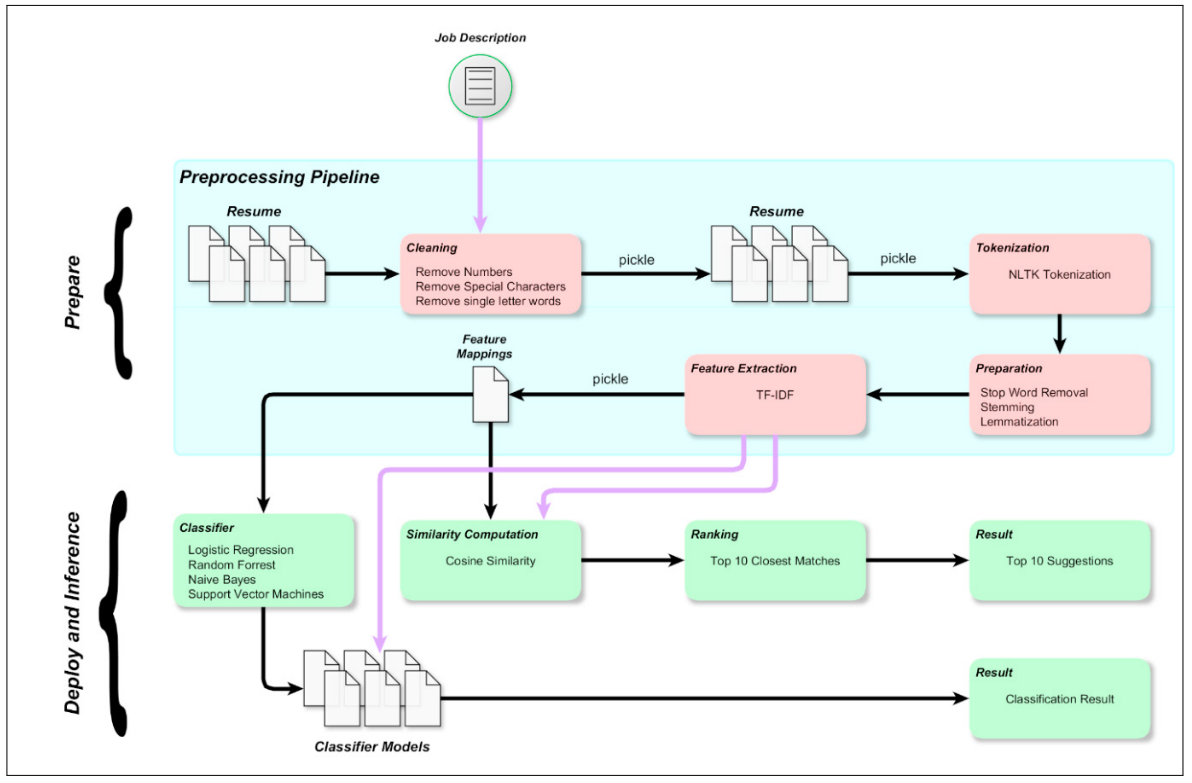 Job Description
Preprocessing Pipeline
Prepare
Resume
Cleaning
Remove Numbers
Remove Special Characters
Remove single letter words
pickle
Resume
pickle
Tokenization
NLTK Tokenization
Preparation
Stop Word Removal
Stemming
Lemmatization
Feature Extraction
TF-IDF
pickle
Feature
Mappings
Deploy and Inference
Classifier
Logistic Regression
Random Forrest
Naive Bayes
Support Vector Machines
Similarity Computation
Cosine Similarity
Ranking
Top 10 Closest Matches
Result
Top 10 Suggestions
Classifier Models
Result
Classification Result